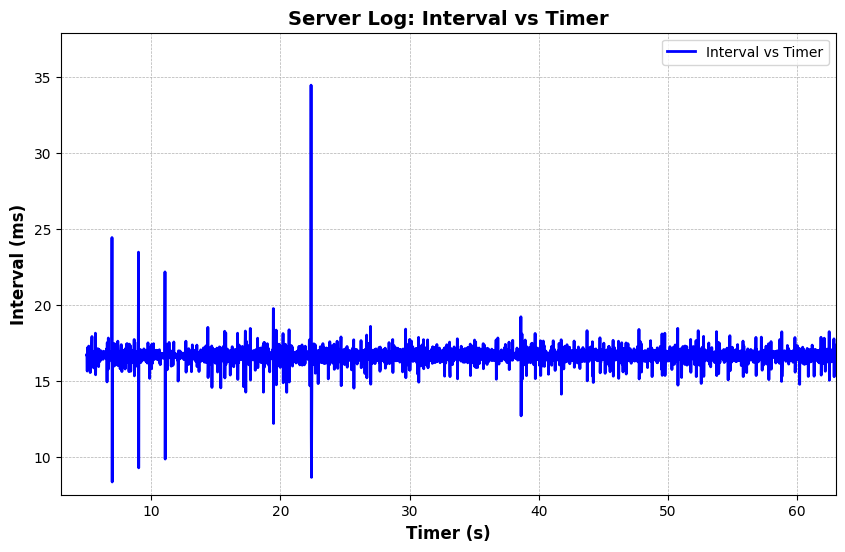 Server Log: Interval vs Timer
Interval vs Timer
35
30
25
20
15
10
Interval (ms)
10 20 30 40 50 60
Timer (s)